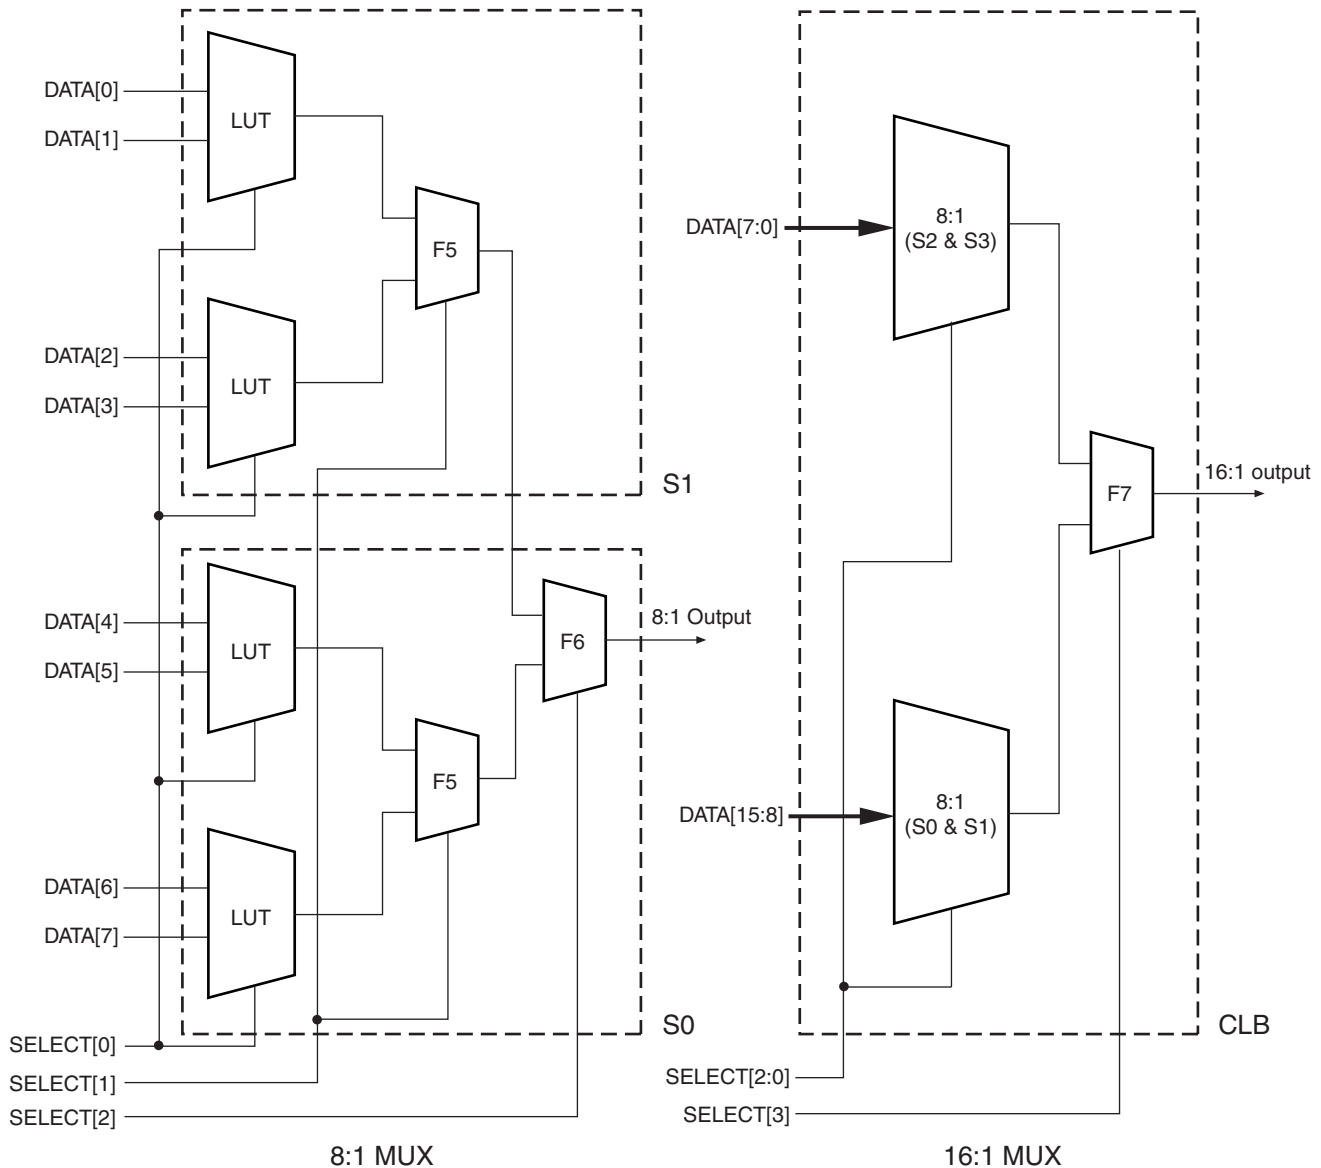 DATA[0]
DATA[1]
LUT
F5
DATA[2]
DATA[3]
LUT
S1
DATA[4]
DATA[5]
LUT
F6
8:1 Output
F5
DATA[6]
DATA[7]
LUT
S0
SELECT[0]
SELECT[1]
SELECT[2]
8:1 MUX
DATA[7:0]
8:1
(S2 & S3)
F7
16:1 output
DATA[15:8]
8:1
(S0 & S1)
CLB
SELECT[2:0]
SELECT[3]
16:1 MUX